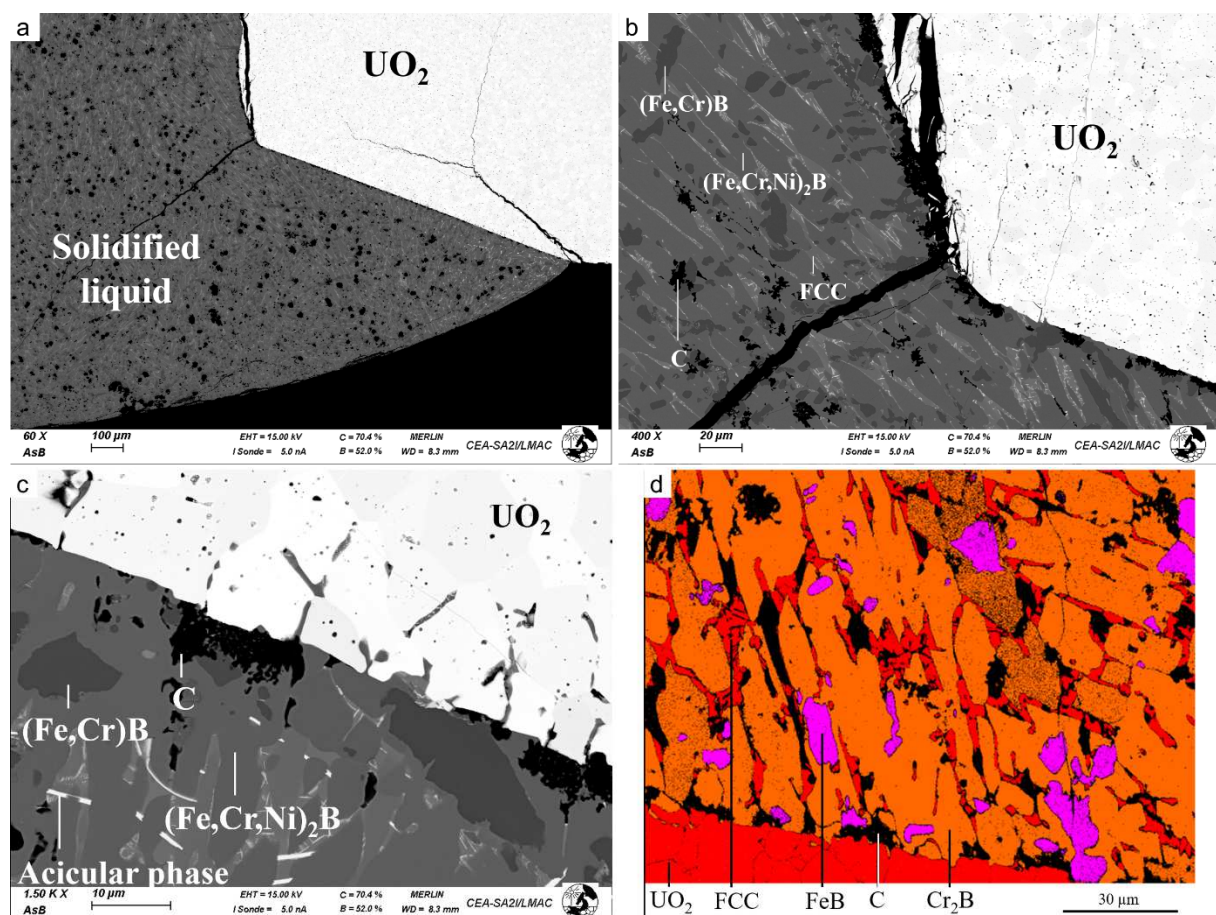 a
UO₂
Solidified
liquid
60 X
AsB
100 µm
EHT = 15.00 kV
I Sonde = 5.0 nA
C = 70.4 %
B = 52.0 %
MERLIN
WD = 8.3 mm
CEA-SA2I/LMAC
b
(Fe,Cr)B
UO₂
(Fe,Cr,Ni)₂B
FCC
C
400 X
AsB
20 µm
EHT = 15.00 kV
I Sonde = 5.0 nA
C = 70.4 %
B = 52.0 %
MERLIN
WD = 8.3 mm
CEA-SA2I/LMAC
c
UO₂
C
(Fe,Cr)B
(Fe,Cr,Ni)₂B
Acicular phase
1.50 K X
AsB
10 µm
EHT = 15.00 kV
I Sonde = 5.0 nA
C = 70.4 %
B = 52.0 %
MERLIN
WD = 8.3 mm
CEA-SA2I/LMAC
d
UO₂ FCC FeB C Cr₂B 30 µm